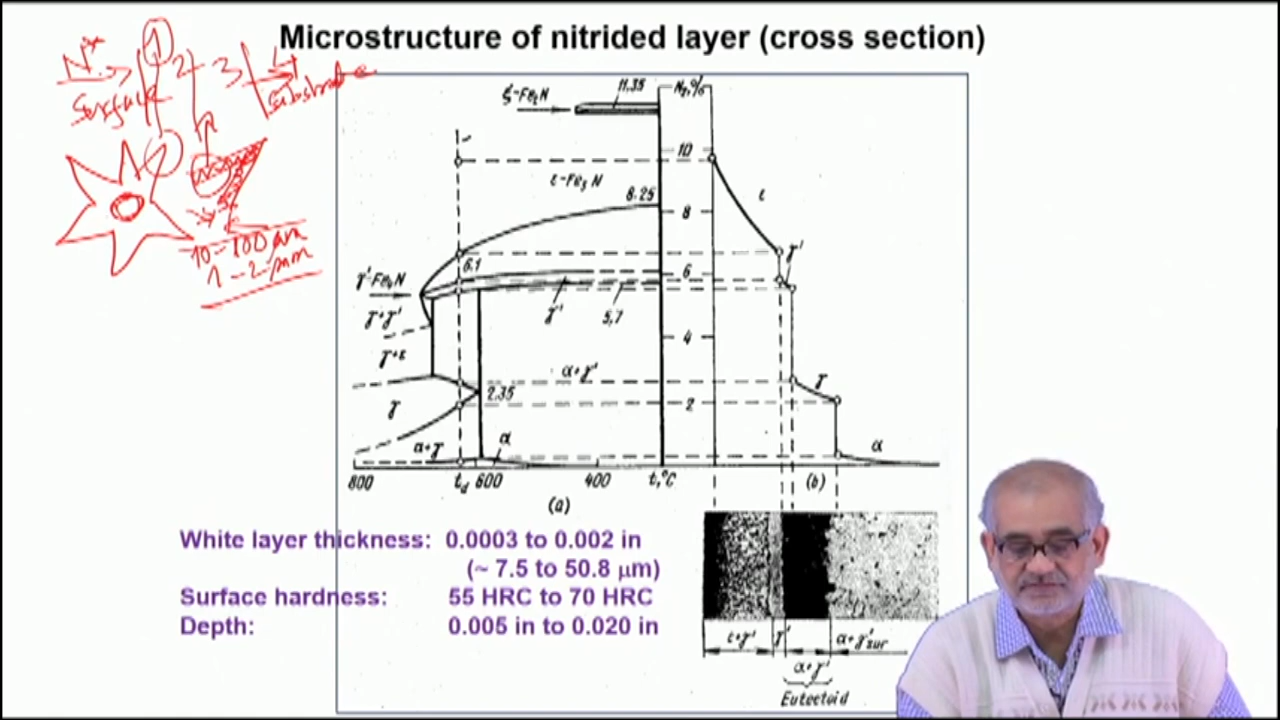 Microstructure of nitrided layer (cross section)
N
1
2
3
4
Surface
Substrate
2
10-100 μm
1-2 mm
ζ-Fe₂N
11.35
N₂,%
10
ε-Fe₃N
8.25
8
ε
6.1
6
γ'
γ'-Fe₄N
γ+γ'
γ'
5,7
4
γ+ε
α+γ'
2.35
γ
2
γ
α+γ
α
α
800
t_d
600
400
t,°C
(a)
(b)
White layer thickness: 0.0003 to 0.002 in
(~ 7.5 to 50.8 μm)
Surface hardness: 55 HRC to 70 HRC
Depth: 0.005 in to 0.020 in
ε+γ'
γ'
α+γ'
Eutectoid